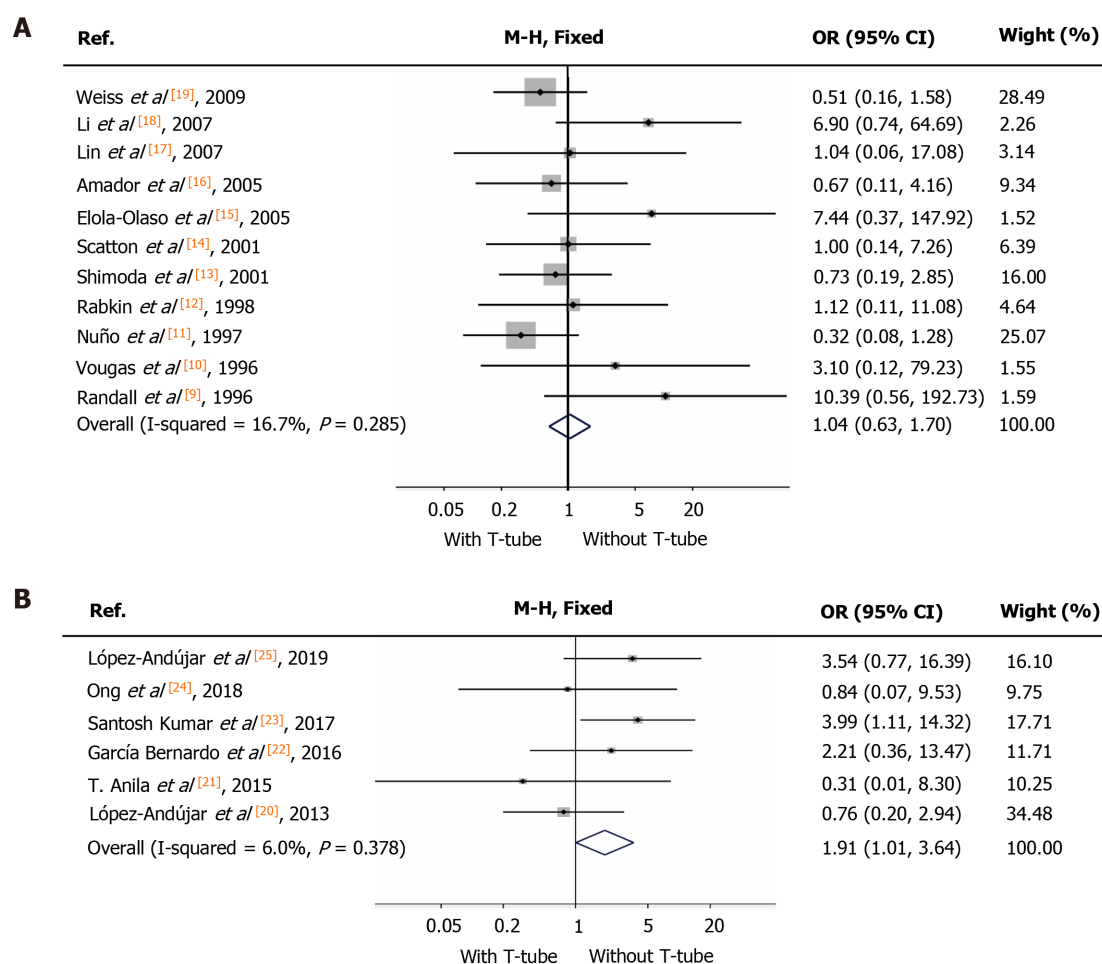 A
Ref. M-H, Fixed OR (95% CI) Wight (%)
Weiss et al [19], 2009 0.51 (0.16, 1.58) 28.49
Li et al [18], 2007 6.90 (0.74, 64.69) 2.26
Lin et al [17], 2007 1.04 (0.06, 17.08) 3.14
Amador et al [16], 2005 0.67 (0.11, 4.16) 9.34
Elola-Olaso et al [15], 2005 7.44 (0.37, 147.92) 1.52
Scatton et al [14], 2001 1.00 (0.14, 7.26) 6.39
Shimoda et al [13], 2001 0.73 (0.19, 2.85) 16.00
Rabkin et al [12], 1998 1.12 (0.11, 11.08) 4.64
Nuño et al [11], 1997 0.32 (0.08, 1.28) 25.07
Vougas et al [10], 1996 3.10 (0.12, 79.23) 1.55
Randall et al [9], 1996 10.39 (0.56, 192.73) 1.59
Overall (I-squared = 16.7%, P = 0.285) 1.04 (0.63, 1.70) 100.00
0.05 0.2 1 5 20
With T-tube Without T-tube
B
Ref. M-H, Fixed OR (95% CI) Wight (%)
López-Andújar et al [25], 2019 3.54 (0.77, 16.39) 16.10
Ong et al [24], 2018 0.84 (0.07, 9.53) 9.75
Santosh Kumar et al [23], 2017 3.99 (1.11, 14.32) 17.71
García Bernardo et al [22], 2016 2.21 (0.36, 13.47) 11.71
T. Anila et al [21], 2015 0.31 (0.01, 8.30) 10.25
López-Andújar et al [20], 2013 0.76 (0.20, 2.94) 34.48
Overall (I-squared = 6.0%, P = 0.378) 1.91 (1.01, 3.64) 100.00
0.05 0.2 1 5 20
With T-tube Without T-tube